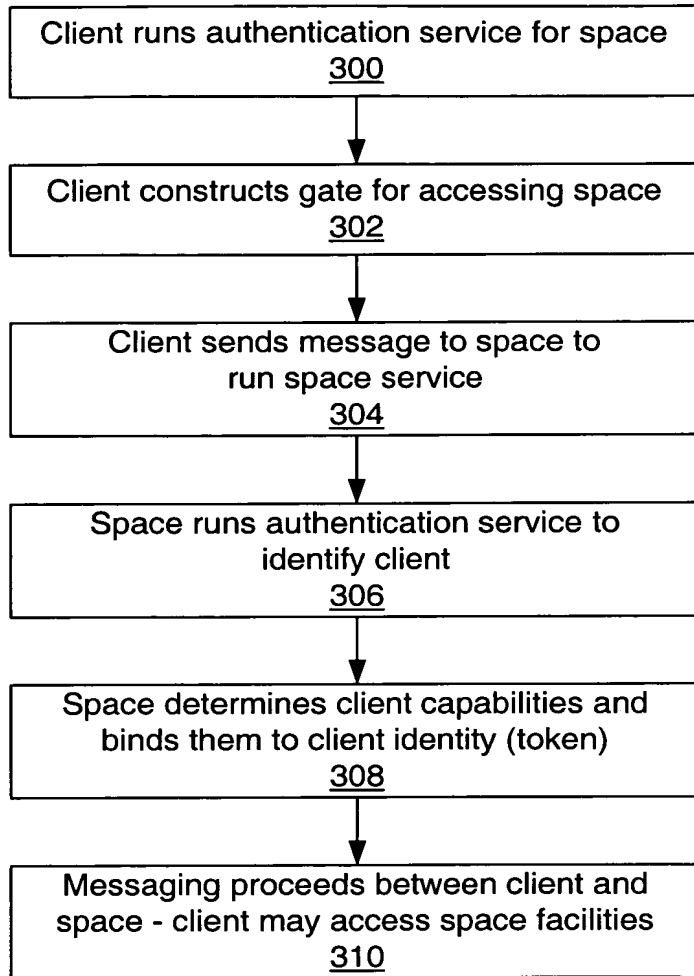 Client runs authentication service for space
300
Client constructs gate for accessing space
302
Client sends message to space to
run space service
304
Space runs authentication service to
identify client
306
Space determines client capabilities and
binds them to client identity (token)
308
Messaging proceeds between client and
space - client may access space facilities
310